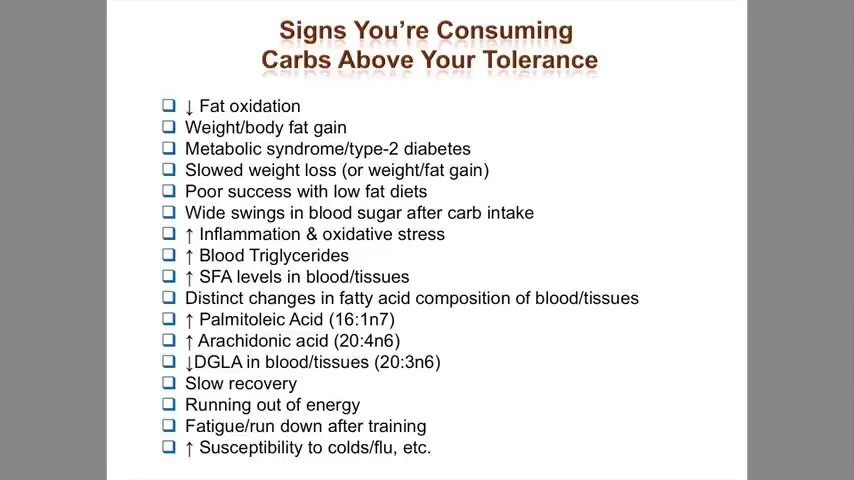 Signs You're Consuming
Carbs Above Your Tolerance
❑ ↓ Fat oxidation
❑ Weight/body fat gain
❑ Metabolic syndrome/type-2 diabetes
❑ Slowed weight loss (or weight/fat gain)
❑ Poor success with low fat diets
❑ Wide swings in blood sugar after carb intake
❑ ↑ Inflammation & oxidative stress
❑ ↑ Blood Triglycerides
❑ ↑ SFA levels in blood/tissues
❑ Distinct changes in fatty acid composition of blood/tissues
❑ ↑ Palmitoleic Acid (16:1n7)
❑ ↑ Arachidonic acid (20:4n6)
❑ ↓DGLA in blood/tissues (20:3n6)
❑ Slow recovery
❑ Running out of energy
❑ Fatigue/run down after training
❑ ↑ Susceptibility to colds/flu, etc.